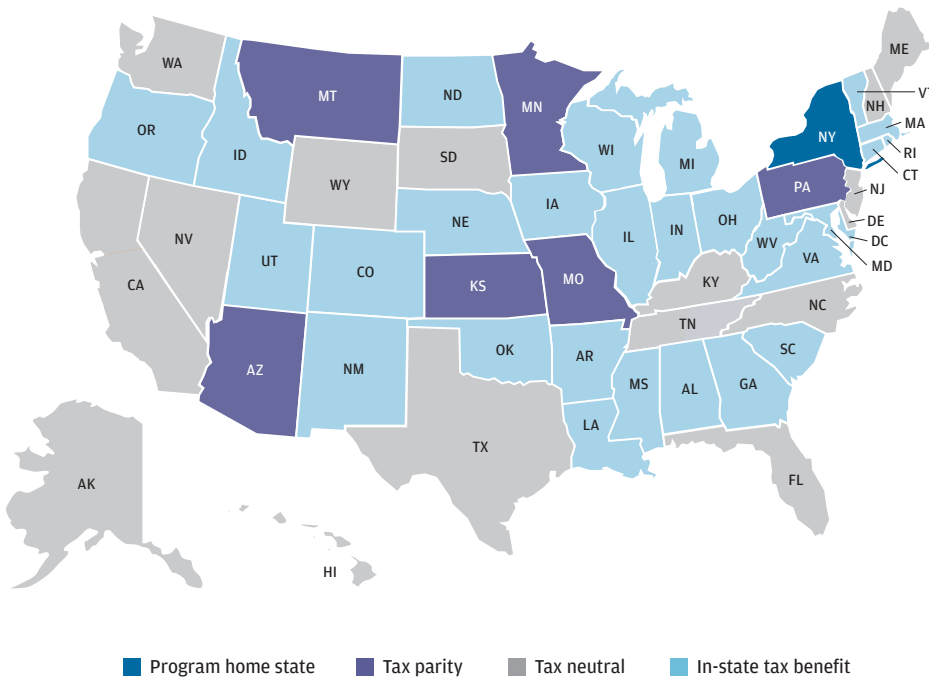 ME
WA
VT
MT
ND
NH
MN
MA
OR
NY
RI
ID
SD
WI
MI
CT
WY
PA
NJ
IA
NE
OH
DE
NV
IL
IN
DC
WV
UT
VA
CO
MD
CA
KS
MO
KY
NC
TN
OK
SC
AZ
NM
AR
MS
AL
GA
LA
TX
FL
AK
HI
Program home state
Tax parity
Tax neutral
In-state tax benefit